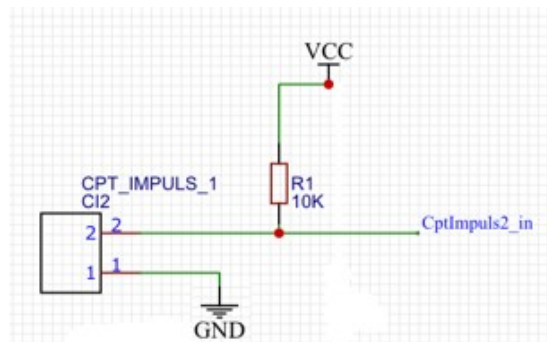 VCC
CPT_IMPULS_1
CI2
R1
10K
CptImpuls2_in
2
2
1
1
GND